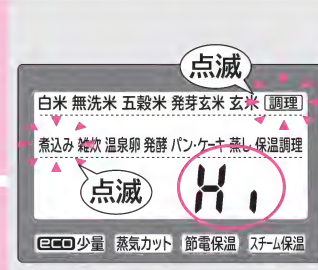 点滅
白米 無洗米 五穀米 発芽玄米 玄米 調理
煮込み 雑炊 温泉卵 発酵 パン・ケーキ 蒸し 保温調理
点滅
Hi
eco少量 蒸気カット 節電保温 スチーム保温